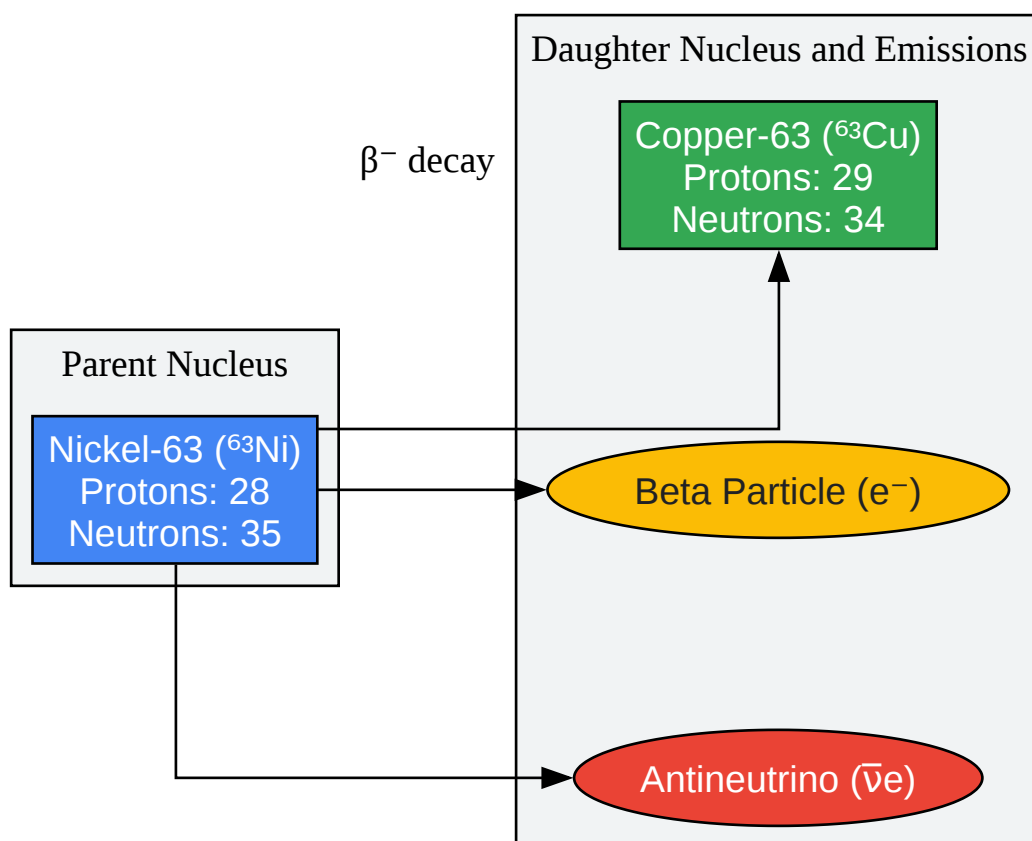 Daughter Nucleus and Emissions
Copper-63 (⁶³Cu)
Protons: 29
Neutrons: 34
β⁻ decay
Parent Nucleus
Nickel-63 (⁶³Ni)
Protons: 28
Neutrons: 35
Beta Particle (e⁻)
Antineutrino (ν̅e)